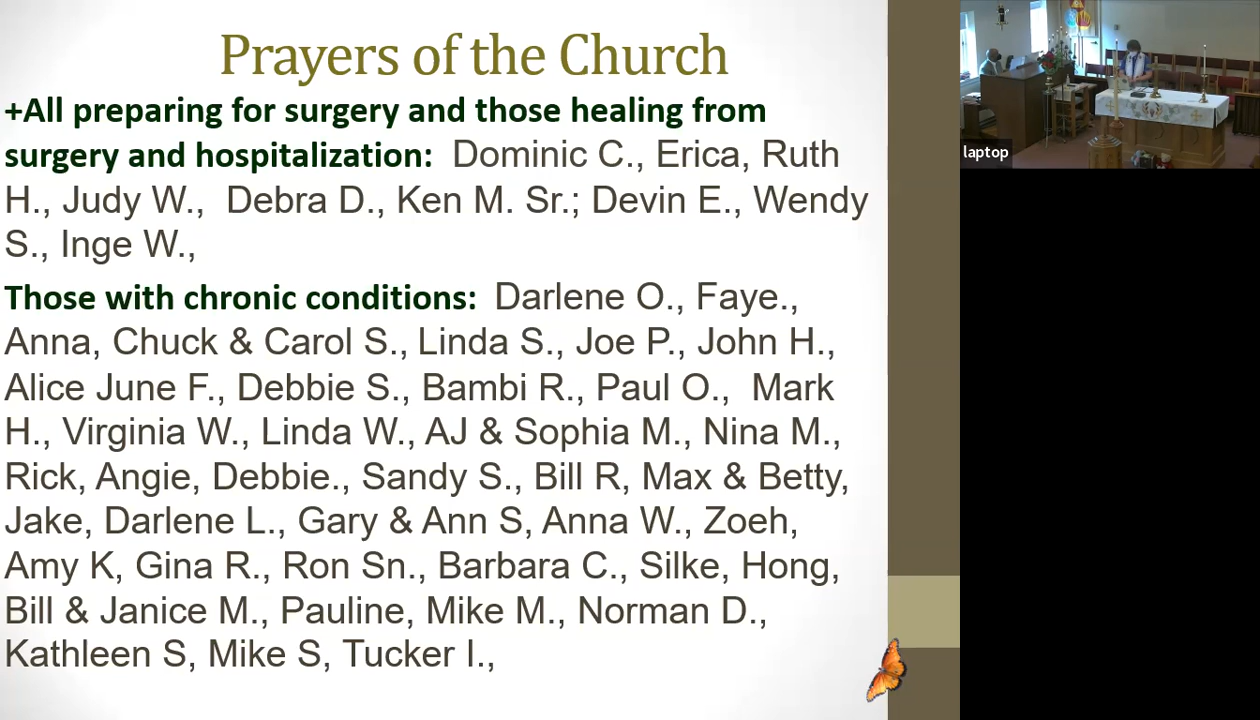 Prayers of the Church
+All preparing for surgery and those healing from
surgery and hospitalization: Dominic C., Erica, Ruth
H., Judy W., Debra D., Ken M. Sr.; Devin E., Wendy
S., Inge W.,
Those with chronic conditions: Darlene O., Faye.,
Anna, Chuck & Carol S., Linda S., Joe P., John H.,
Alice June F., Debbie S., Bambi R., Paul O., Mark
H., Virginia W., Linda W., AJ & Sophia M., Nina M.,
Rick, Angie, Debbie., Sandy S., Bill R, Max & Betty,
Jake, Darlene L., Gary & Ann S, Anna W., Zoeh,
Amy K, Gina R., Ron Sn., Barbara C., Silke, Hong,
Bill & Janice M., Pauline, Mike M., Norman D.,
Kathleen S, Mike S, Tucker I.,
laptop